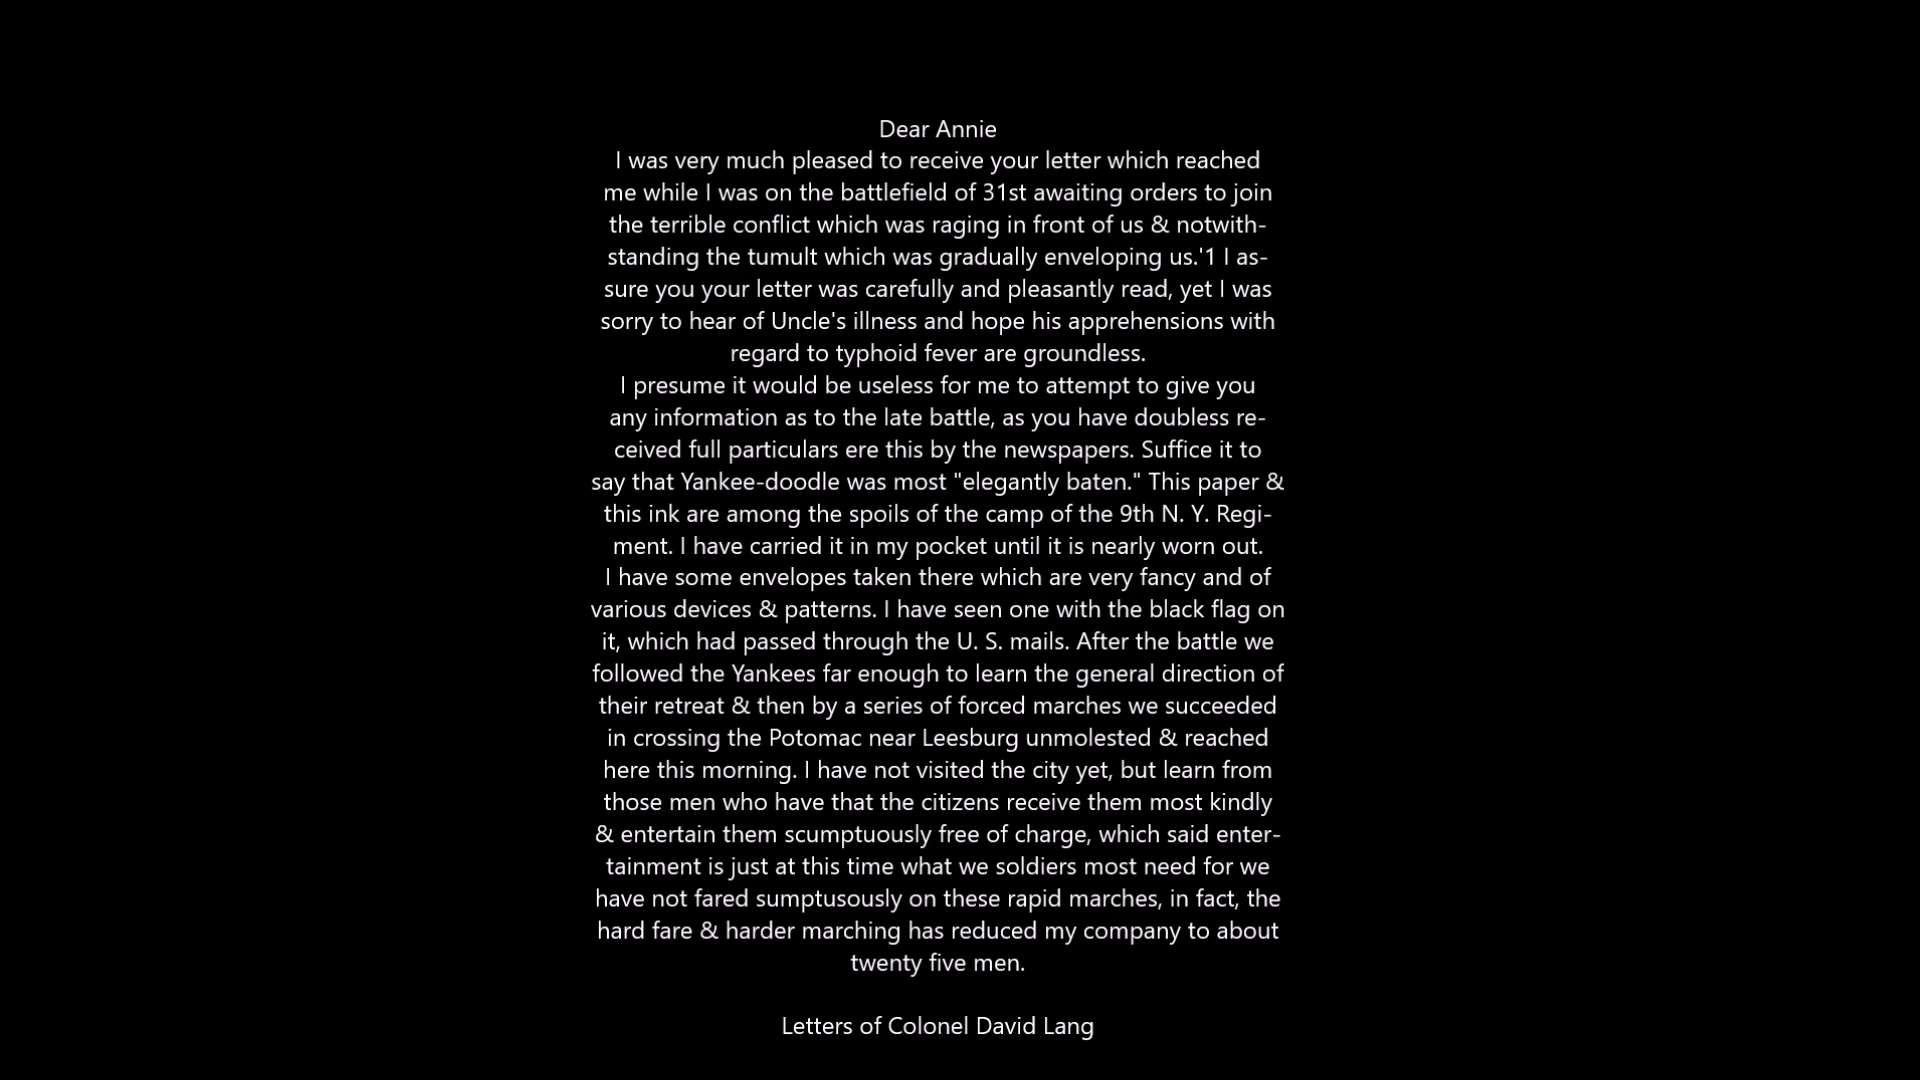 Dear Annie
I was very much pleased to receive your letter which reached
me while I was on the battlefield of 31st awaiting orders to join
the terrible conflict which was raging in front of us & notwith-
standing the tumult which was gradually enveloping us.'1 I as-
sure you your letter was carefully and pleasantly read, yet I was
sorry to hear of Uncle's illness and hope his apprehensions with
regard to typhoid fever are groundless.
I presume it would be useless for me to attempt to give you
any information as to the late battle, as you have doubless re-
ceived full particulars ere this by the newspapers. Suffice it to
say that Yankee-doodle was most "elegantly baten." This paper &
this ink are among the spoils of the camp of the 9th N. Y. Regi-
ment. I have carried it in my pocket until it is nearly worn out.
I have some envelopes taken there which are very fancy and of
various devices & patterns. I have seen one with the black flag on
it, which had passed through the U. S. mails. After the battle we
followed the Yankees far enough to learn the general direction of
their retreat & then by a series of forced marches we succeeded
in crossing the Potomac near Leesburg unmolested & reached
here this morning. I have not visited the city yet, but learn from
those men who have that the citizens receive them most kindly
& entertain them scumptuously free of charge, which said enter-
tainment is just at this time what we soldiers most need for we
have not fared sumptusously on these rapid marches, in fact, the
hard fare & harder marching has reduced my company to about
twenty five men.
Letters of Colonel David Lang